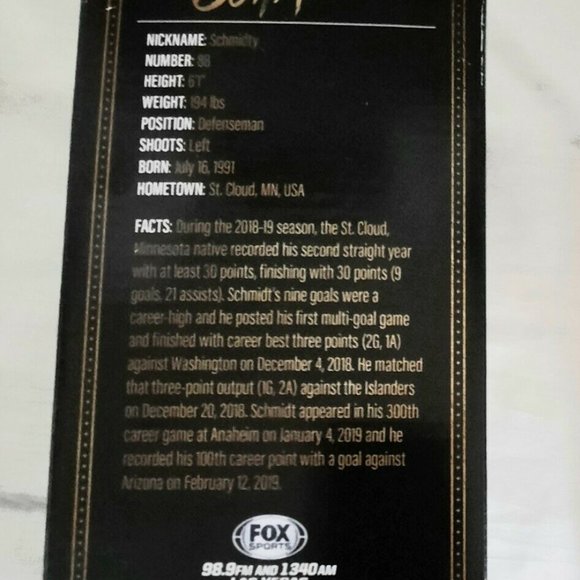 NICKNAME: Schmidty
NUMBER: 88
HEIGHT: 6'1"
WEIGHT: 194 lbs
POSITION: Defenseman
SHOOTS: Left
BORN: July 16, 1991
HOMETOWN: St. Cloud, MN, USA
FACTS: During the 2018-19 season, the St. Cloud,
Minnesota native recorded his second straight year
with at least 30 points, finishing with 30 points (9
goals, 21 assists). Schmidt's nine goals were a
career-high and he posted his first multi-goal game
and finished with career best three points (2G, 1A)
against Washington on December 4, 2018. He matched
that three-point output (1G, 2A) against the Islanders
on December 20, 2018. Schmidt appeared in his 300th
career game at Anaheim on January 4, 2019 and he
recorded his 100th career point with a goal against
Arizona on February 12, 2019.
FOX
SPORTS
98.9FM AND 1340AM
LAS VEGAS